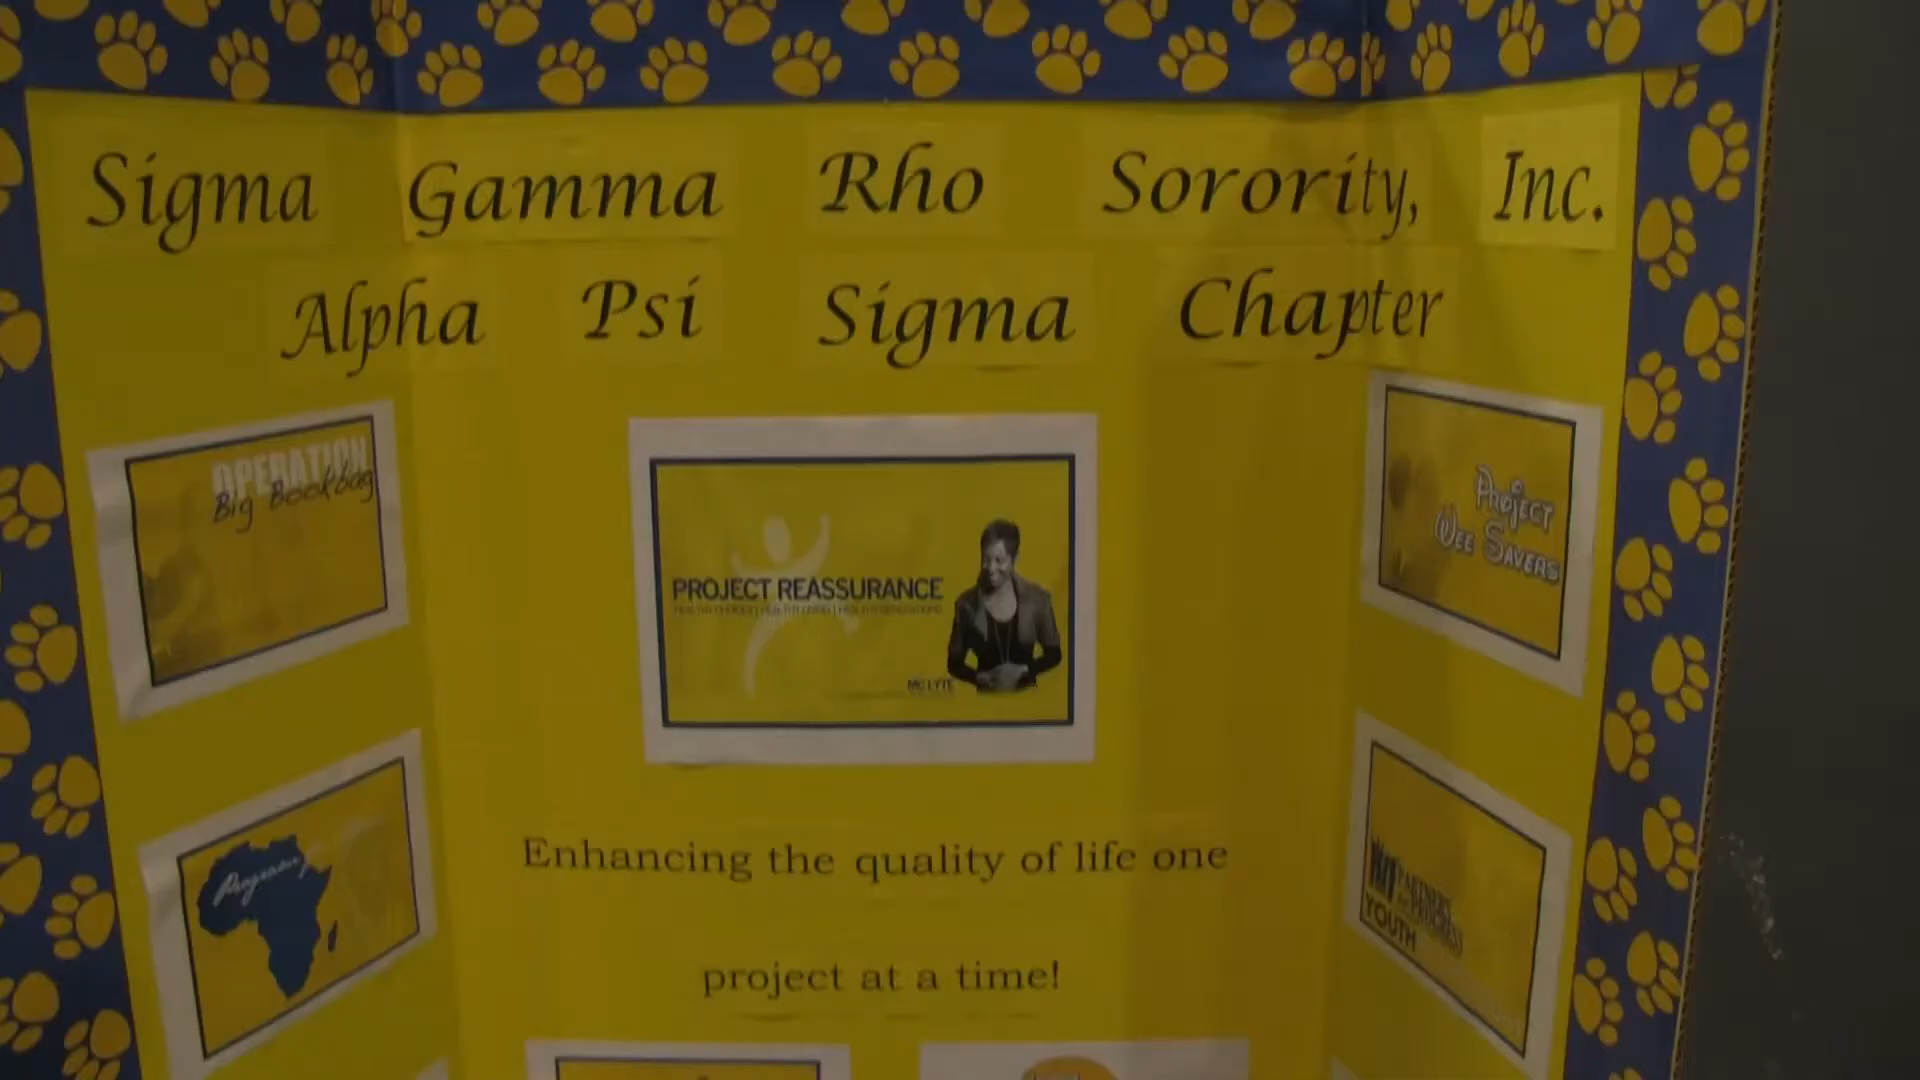 Sigma Gamma Rho Sorority, Inc.
Alpha Psi Sigma Chapter
OPERATION
Big Bookbag
PROJECT REASSURANCE
MC LYTE
PROJECT
WEE SAVERS
YOUTH
Enhancing the quality of life one
project at a time!